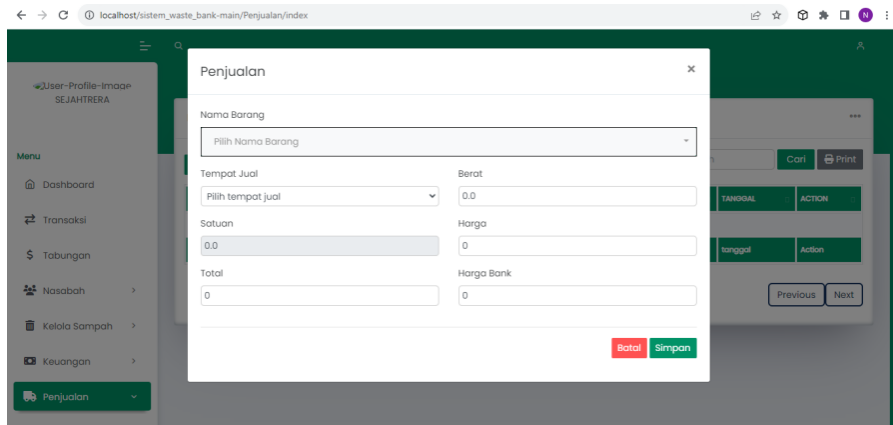 localhost/sistem_waste_bank-main/Penjualan/index
N
User-Profile-Image
SEJAHTRERA
Menu
Dashboard
Transaksi
Tabungan
Nasabah
Kelola Sampah
Keuangan
Penjualan
Penjualan
×
Nama Barang
Pilih Nama Barang
Tempat Jual
Berat
Pilih tempat jual
0.0
Satuan
Harga
0.0
0
Total
Harga Bank
0
0
Batal Simpan
Cari Print
TANGGAL ACTION
tanggal Action
Previous Next